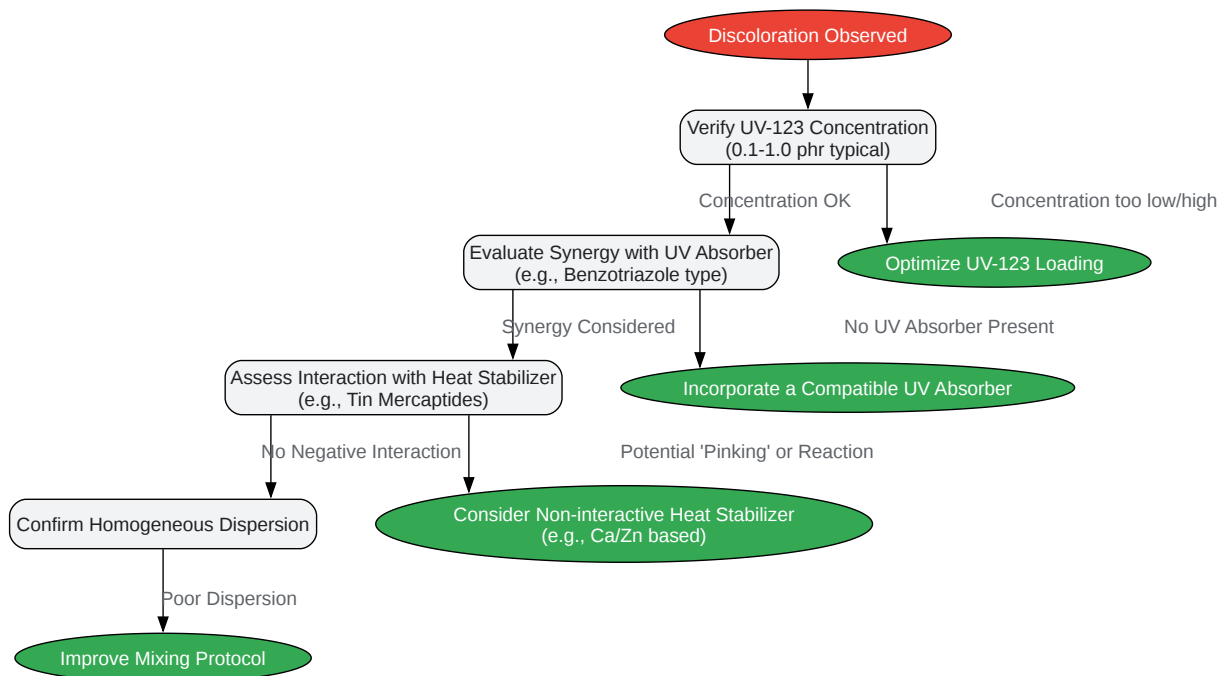 Discoloration Observed
Verify UV-123 Concentration
(0.1-1.0 phr typical)
Concentration OK
Concentration too low/high
Evaluate Synergy with UV Absorber
(e.g., Benzotriazole type)
Optimize UV-123 Loading
Synergy Considered
No UV Absorber Present
Assess Interaction with Heat Stabilizer
(e.g., Tin Mercaptides)
Incorporate a Compatible UV Absorber
No Negative Interaction
Potential 'Pinking' or Reaction
Confirm Homogeneous Dispersion
Consider Non-interactive Heat Stabilizer
(e.g., Ca/Zn based)
Poor Dispersion
Improve Mixing Protocol